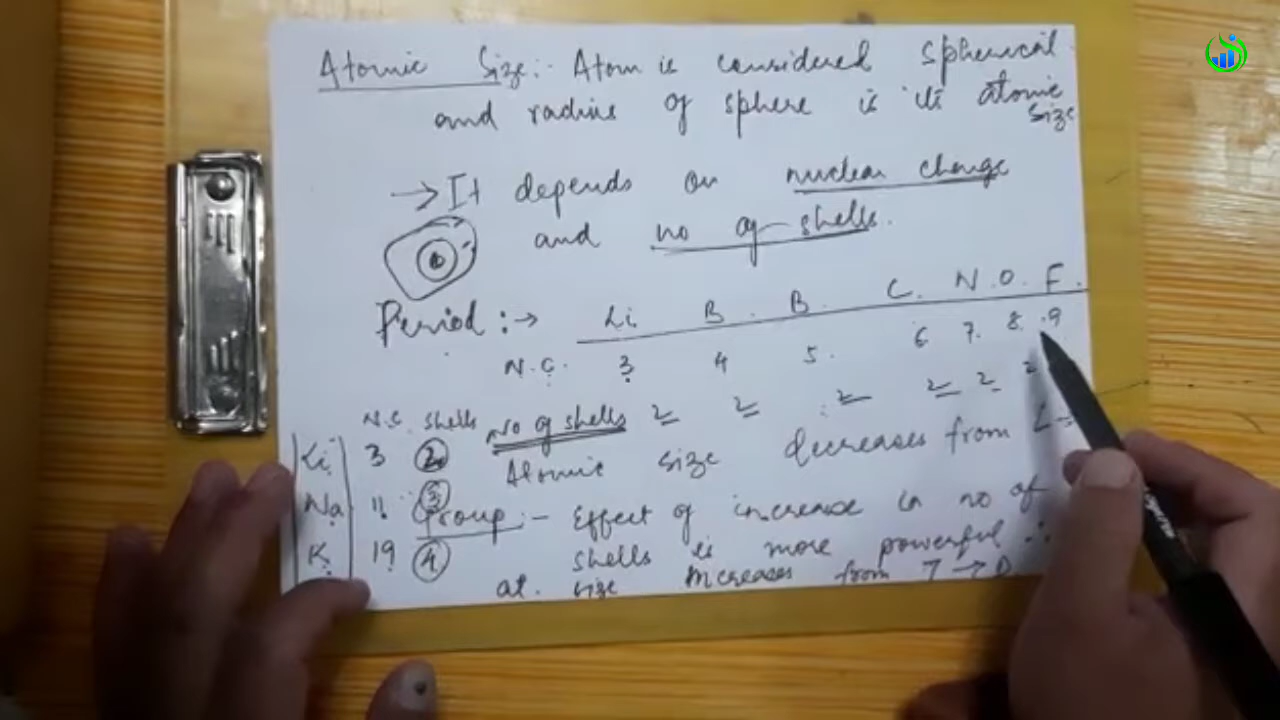 Atomic Size:- Atom is considered spherical
and radius of sphere is its atomic
size
→ It depends on nuclear charge
and no of shells.
Period :→ Li B. B. C. N. O. F.
N.C. 3 4 5. 6 7. 8. 9
No of shells 2 2 2 2 2 2
Atomic size decreases from L→
N.C. shells
Li 3 2
Na 11 3
K 19 4
Group :- Effect of increase in no of
shells is more powerful ∴
at. size increases from T → D